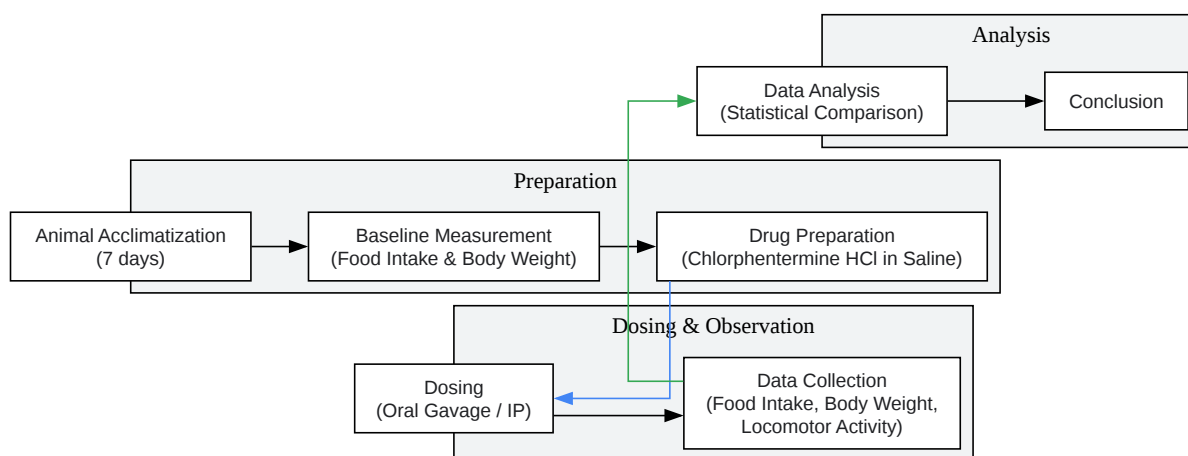 Analysis
Data Analysis
(Statistical Comparison)
Conclusion
Preparation
Animal Acclimatization
(7 days)
Baseline Measurement
(Food Intake & Body Weight)
Drug Preparation
(Chlorphentermine HCl in Saline)
Dosing & Observation
Dosing
(Oral Gavage / IP)
Data Collection
(Food Intake, Body Weight,
Locomotor Activity)